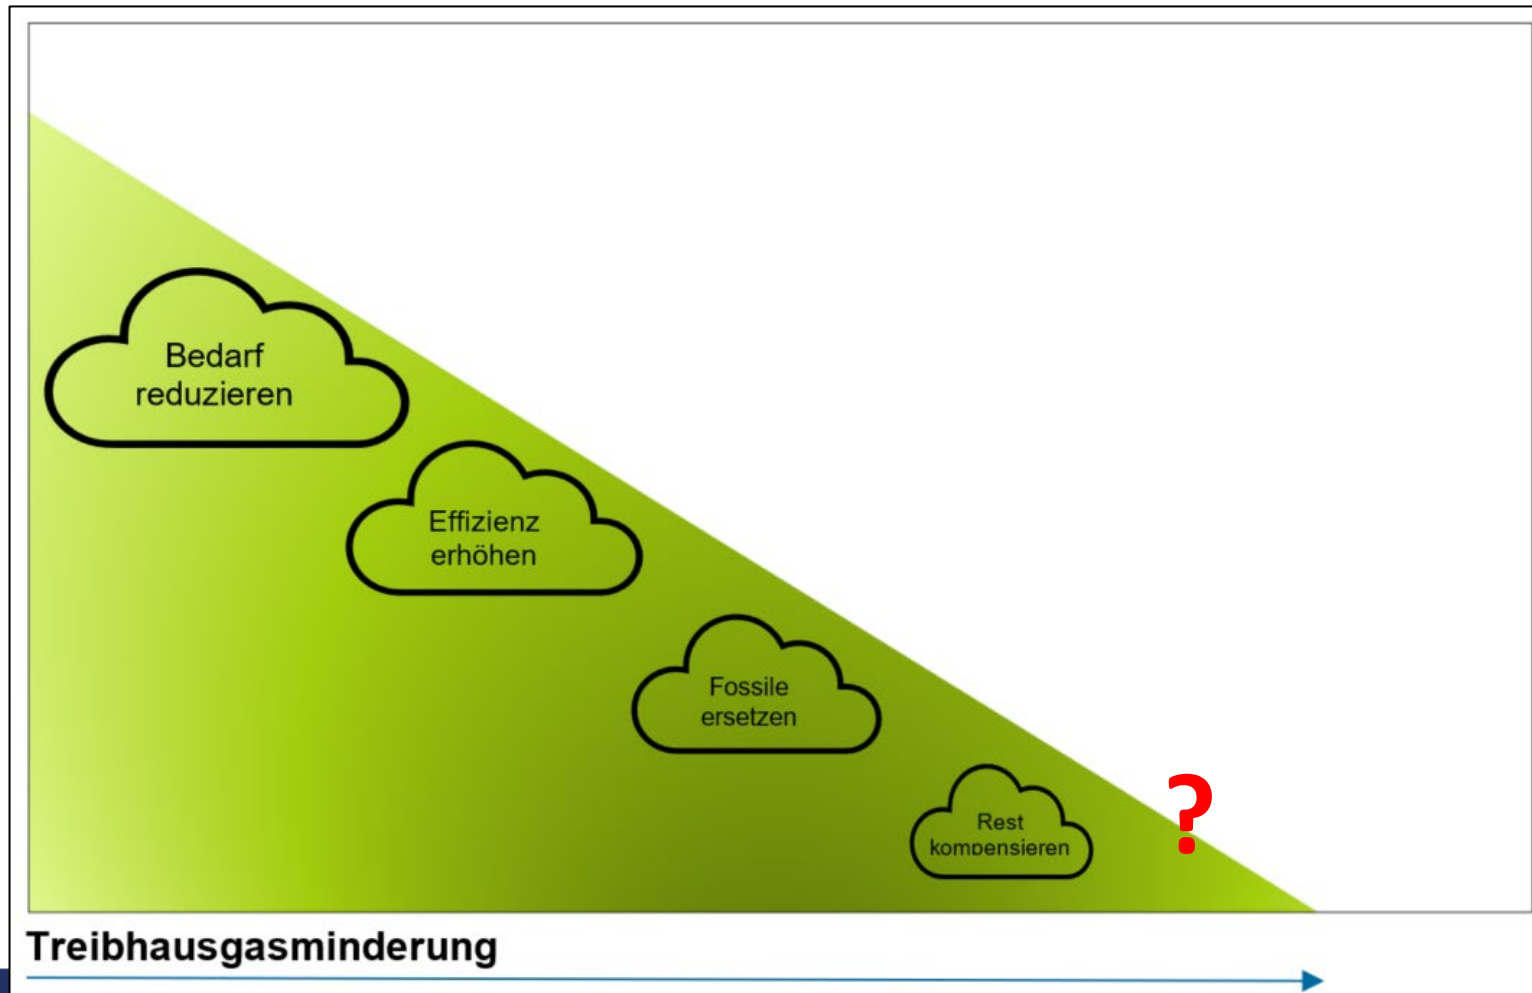 Bedarf
reduzieren
Effizienz
erhöhen
Fossile
ersetzen
Rest
kompensieren
?
Treibhausgasminderung